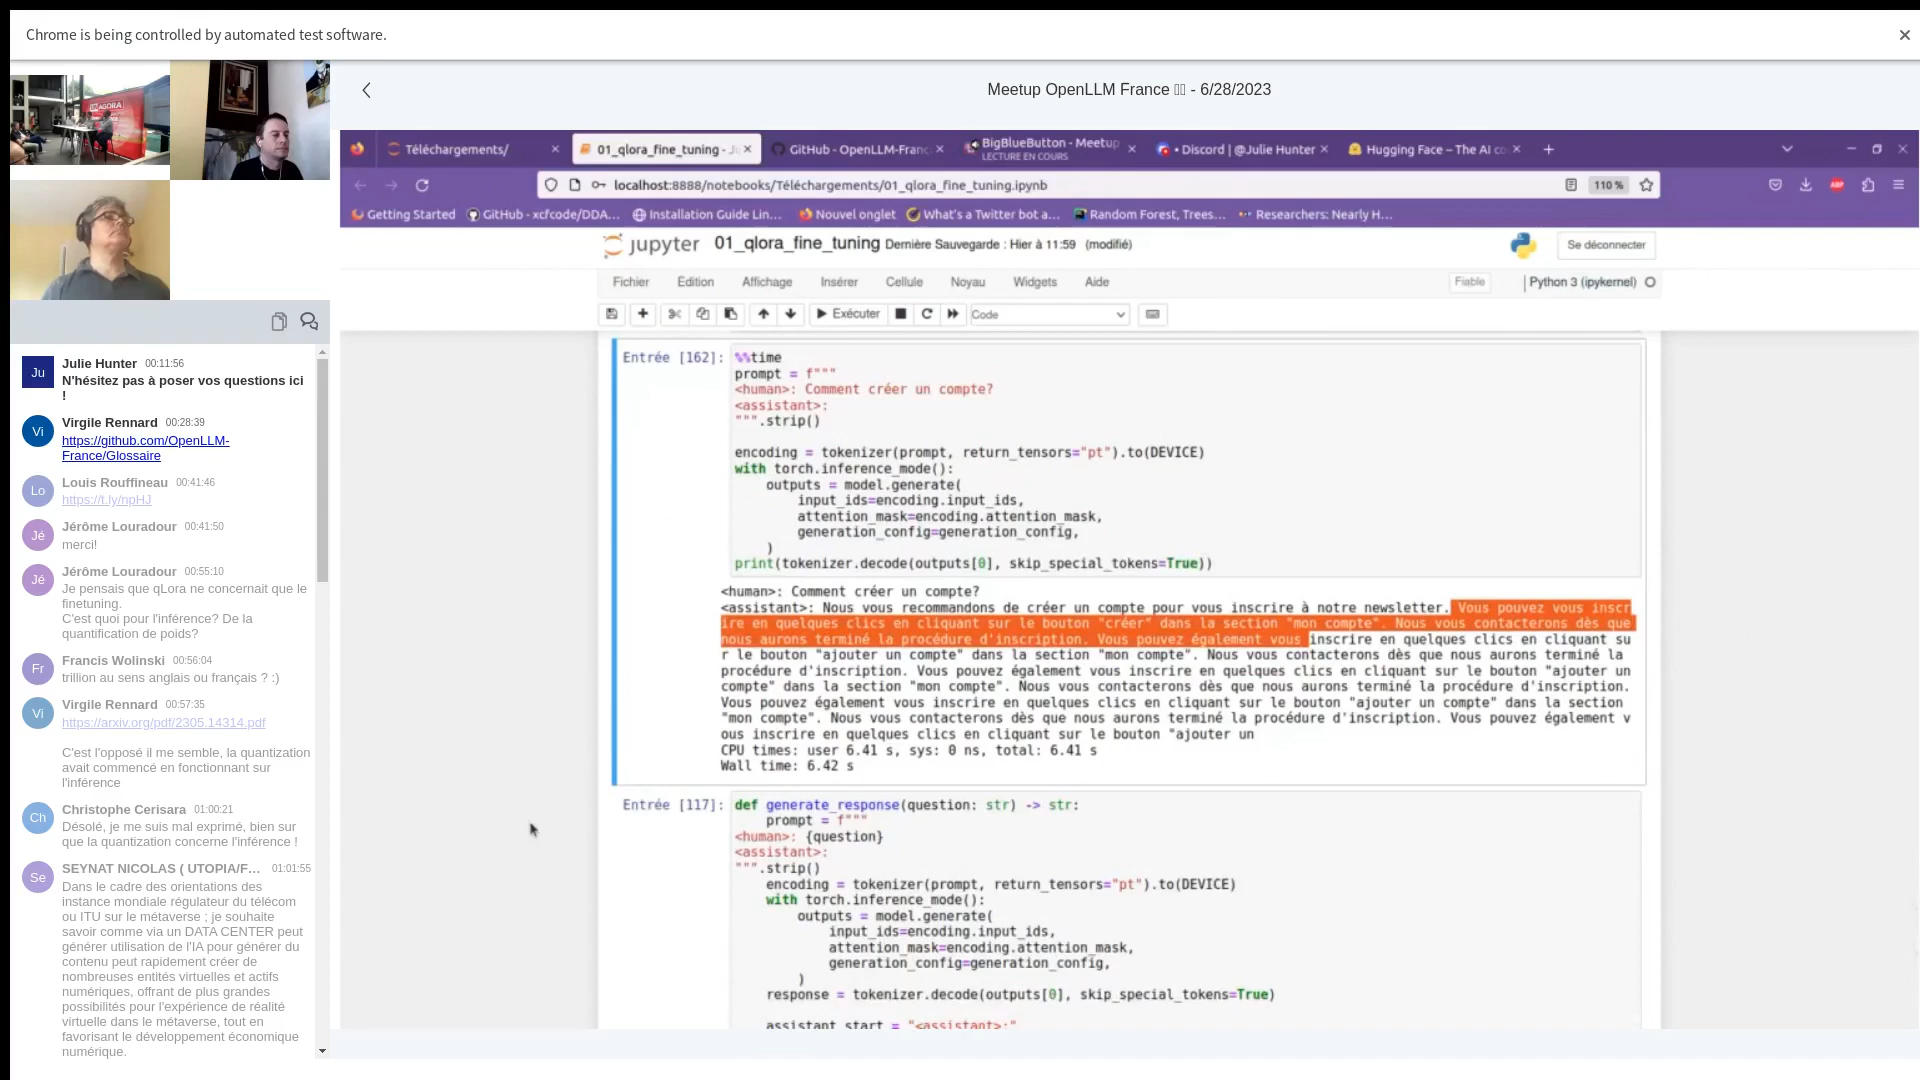 Chrome is being controlled by automated test software.
Meetup OpenLLM France - 6/28/2023
AGORA
Téléchargements/
01_qlora_fine_tuning - Ju
GitHub - OpenLLM-Franc
BigBlueButton - Meetup
LECTURE EN COURS
• Discord | @Julie Hunter
Hugging Face – The AI co
localhost:8888/notebooks/Téléchargements/01_qlora_fine_tuning.ipynb
110 %
ABP
Getting Started
GitHub - xcfcode/DDA...
Installation Guide Lin...
Nouvel onglet
What's a Twitter bot a...
Random Forest, Trees...
Researchers: Nearly H...
jupyter 01_qlora_fine_tuning Dernière Sauvegarde : Hier à 11:59 (modifié)
Se déconnecter
Fichier Edition Affichage Insérer Cellule Noyau Widgets Aide
Fiable
Python 3 (ipykernel)
Exécuter
Code
Ju
Julie Hunter 00:11:56
N'hésitez pas à poser vos questions ici
!
Vi
Virgile Rennard 00:28:39
https://github.com/OpenLLM-
France/Glossaire
Lo
Louis Rouffineau 00:41:46
https://t.ly/npHJ
Jé
Jérôme Louradour 00:41:50
merci!
Jé
Jérôme Louradour 00:55:10
Je pensais que qLora ne concernait que le
finetuning.
C'est quoi pour l'inférence? De la
quantification de poids?
Fr
Francis Wolinski 00:56:04
trillion au sens anglais ou français ? :)
Vi
Virgile Rennard 00:57:35
https://arxiv.org/pdf/2305.14314.pdf
C'est l'opposé il me semble, la quantization
avait commencé en fonctionnant sur
l'inférence
Ch
Christophe Cerisara 01:00:21
Désolé, je me suis mal exprimé, bien sur
que la quantization concerne l'inférence !
Se
SEYNAT NICOLAS ( UTOPIA/F... 01:01:55
Dans le cadre des orientations des
instance mondiale régulateur du télécom
ou ITU sur le métaverse ; je souhaite
savoir comme via un DATA CENTER peut
générer utilisation de l'IA pour générer du
contenu peut rapidement créer de
nombreuses entités virtuelles et actifs
numériques, offrant de plus grandes
possibilités pour l'expérience de réalité
virtuelle dans le métaverse, tout en
favorisant le développement économique
numérique.
Entrée [162]:
%%time
prompt = f"""
<human>: Comment créer un compte?
<assistant>:
""".strip()
encoding = tokenizer(prompt, return_tensors="pt").to(DEVICE)
with torch.inference_mode():
outputs = model.generate(
input_ids=encoding.input_ids,
attention_mask=encoding.attention_mask,
generation_config=generation_config,
)
print(tokenizer.decode(outputs[0], skip_special_tokens=True))
<human>: Comment créer un compte?
<assistant>: Nous vous recommandons de créer un compte pour vous inscrire à notre newsletter. Vous pouvez vous inscr
ire en quelques clics en cliquant sur le bouton "créer" dans la section "mon compte". Nous vous contacterons dès que
nous aurons terminé la procédure d'inscription. Vous pouvez également vous inscrire en quelques clics en cliquant su
r le bouton "ajouter un compte" dans la section "mon compte". Nous vous contacterons dès que nous aurons terminé la
procédure d'inscription. Vous pouvez également vous inscrire en quelques clics en cliquant sur le bouton "ajouter un
compte" dans la section "mon compte". Nous vous contacterons dès que nous aurons terminé la procédure d'inscription.
Vous pouvez également vous inscrire en quelques clics en cliquant sur le bouton "ajouter un compte" dans la section
"mon compte". Nous vous contacterons dès que nous aurons terminé la procédure d'inscription. Vous pouvez également v
ous inscrire en quelques clics en cliquant sur le bouton "ajouter un
CPU times: user 6.41 s, sys: 0 ns, total: 6.41 s
Wall time: 6.42 s
Entrée [117]:
def generate_response(question: str) -> str:
prompt = f"""
<human>: {question}
<assistant>:
""".strip()
encoding = tokenizer(prompt, return_tensors="pt").to(DEVICE)
with torch.inference_mode():
outputs = model.generate(
input_ids=encoding.input_ids,
attention_mask=encoding.attention_mask,
generation_config=generation_config,
)
response = tokenizer.decode(outputs[0], skip_special_tokens=True)
assistant_start = "<assistant>:"